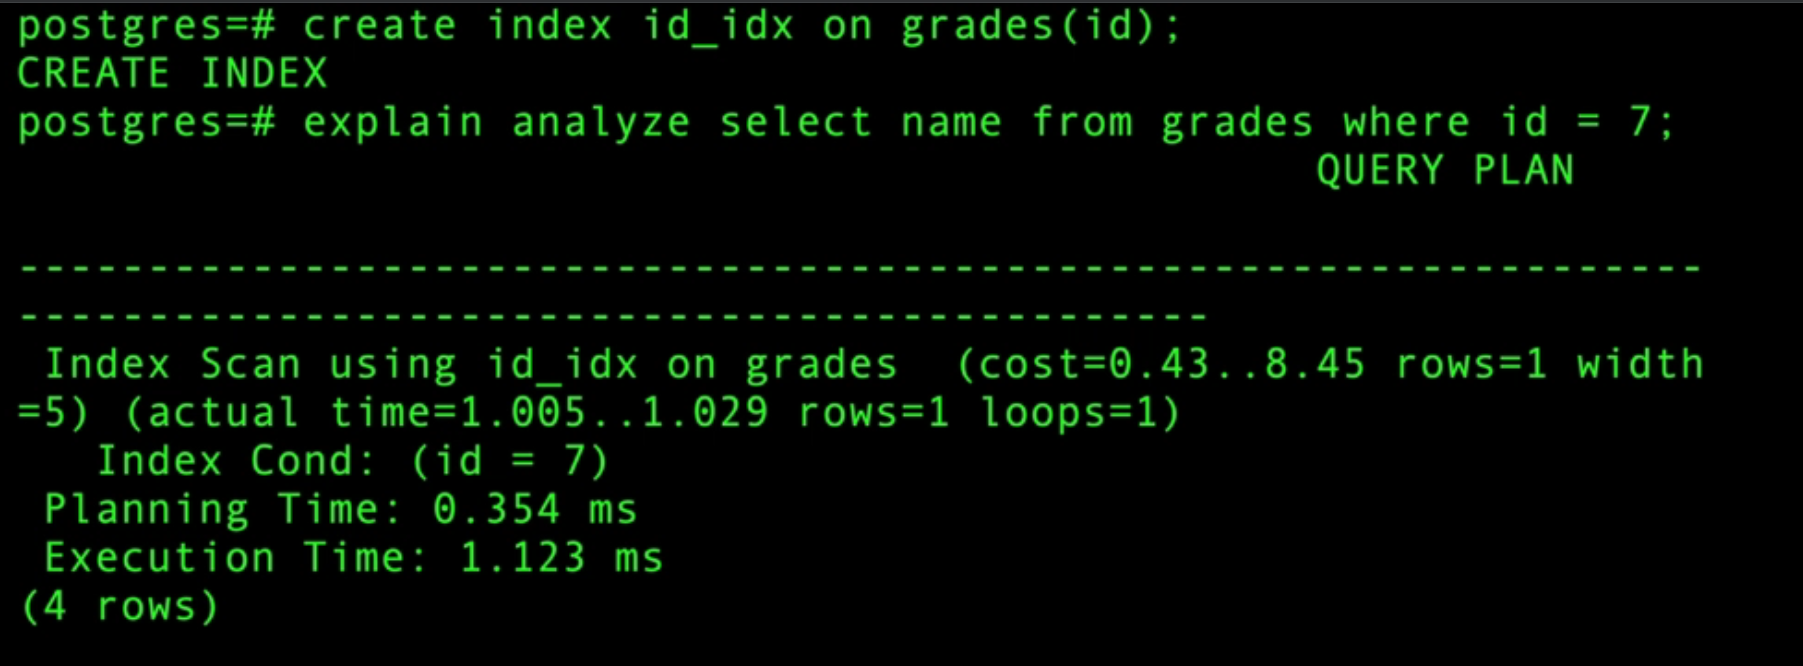 postgres=# create index id_idx on grades(id);
CREATE INDEX
postgres=# explain analyze select name from grades where id = 7;
QUERY PLAN
-----------------------------------------------------------------
----------------------------------------------
Index Scan using id_idx on grades  (cost=0.43..8.45 rows=1 width
=5) (actual time=1.005..1.029 rows=1 loops=1)
Index Cond: (id = 7)
Planning Time: 0.354 ms
Execution Time: 1.123 ms
(4 rows)